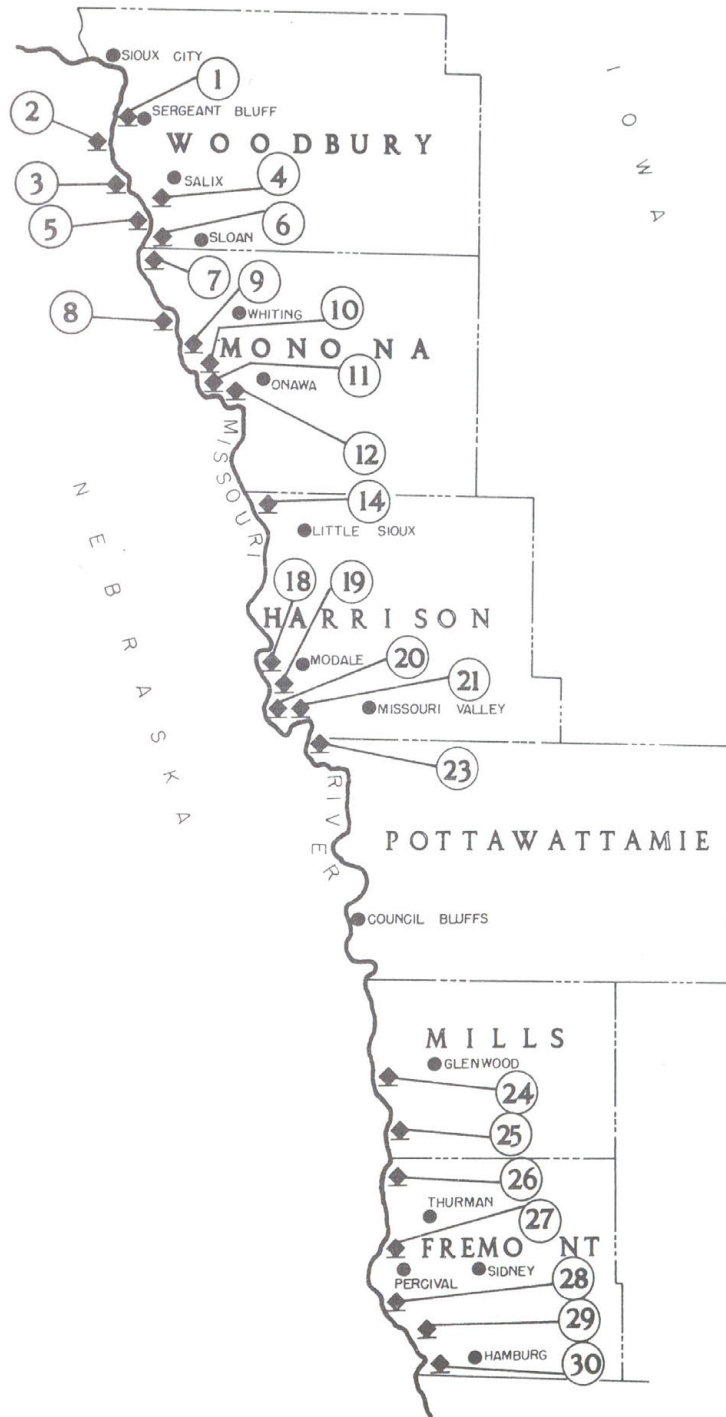 SIOUX CITY
1
SERGEANT BLUFF
2
WOODBURY
3
SALIX
4
5
6
SLOAN
7
9
8
WHITING
10
MONONA
11
ONAWA
12
MISSOURI
14
LITTLE SIOUX
18
19
HARRISON
MODALE
20
21
MISSOURI VALLEY
23
RIVER
POTTAWATTAMIE
COUNCIL BLUFFS
MILLS
GLENWOOD
24
25
26
THURMAN
27
FREMONT
PERCIVAL
SIDNEY
28
29
HAMBURG
30
IOWA
NEBRASKA